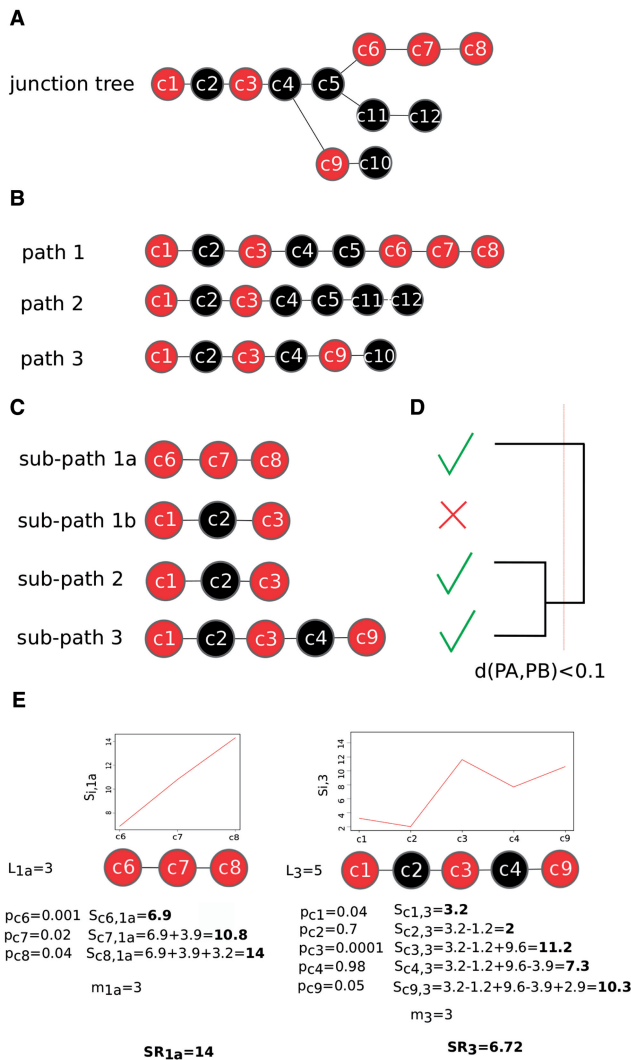 A
junction tree
c1 c2 c3 c4 c5 c6 c7 c8
c11 c12
c9 c10
B
path 1
c1 c2 c3 c4 c5 c6 c7 c8
path 2
c1 c2 c3 c4 c5 c11 c12
path 3
c1 c2 c3 c4 c9 c10
C
D
sub-path 1a
c6 c7 c8
sub-path 1b
c1 c2 c3
sub-path 2
c1 c2 c3
sub-path 3
c1 c2 c3 c4 c9
d(PA,PB)<0.1
E
Si,1a
14
12
10
8
c6 c7 c8
L1a=3
c6 c7 c8
pc6=0.001 Sc6,1a=6.9
pc7=0.02 Sc7,1a=6.9+3.9=10.8
pc8=0.04 Sc8,1a=6.9+3.9+3.2=14
m1a=3
SR1a=14
Si,3
14
12
10
8
6
4
2
c1 c2 c3 c4 c9
L3=5
c1 c2 c3 c4 c9
pc1=0.04 Sc1,3=3.2
pc2=0.7 Sc2,3=3.2-1.2=2
pc3=0.0001 Sc3,3=3.2-1.2+9.6=11.2
pc4=0.98 Sc4,3=3.2-1.2+9.6-3.9=7.3
pc9=0.05 Sc9,3=3.2-1.2+9.6-3.9+2.9=10.3
m3=3
SR3=6.72